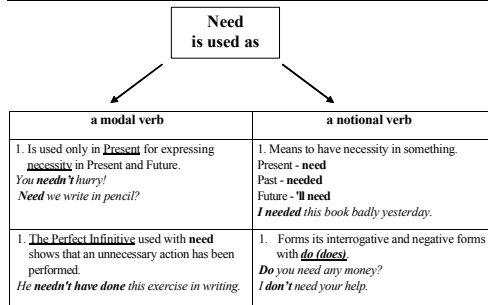 Need
is used as
a modal verb
a notional verb
1. Is used only in Present for expressing
necessity in Present and Future.
You needn't hurry!
Need we write in pencil?
1. Means to have necessity in something.
Present - need
Past - needed
Future - 'll need
I needed this book badly yesterday.
1. The Perfect Infinitive used with need
shows that an unnecessary action has been
performed.
He needn't have done this exercise in writing.
1. Forms its interrogative and negative forms
with do (does).
Do you need any money?
I don't need your help.